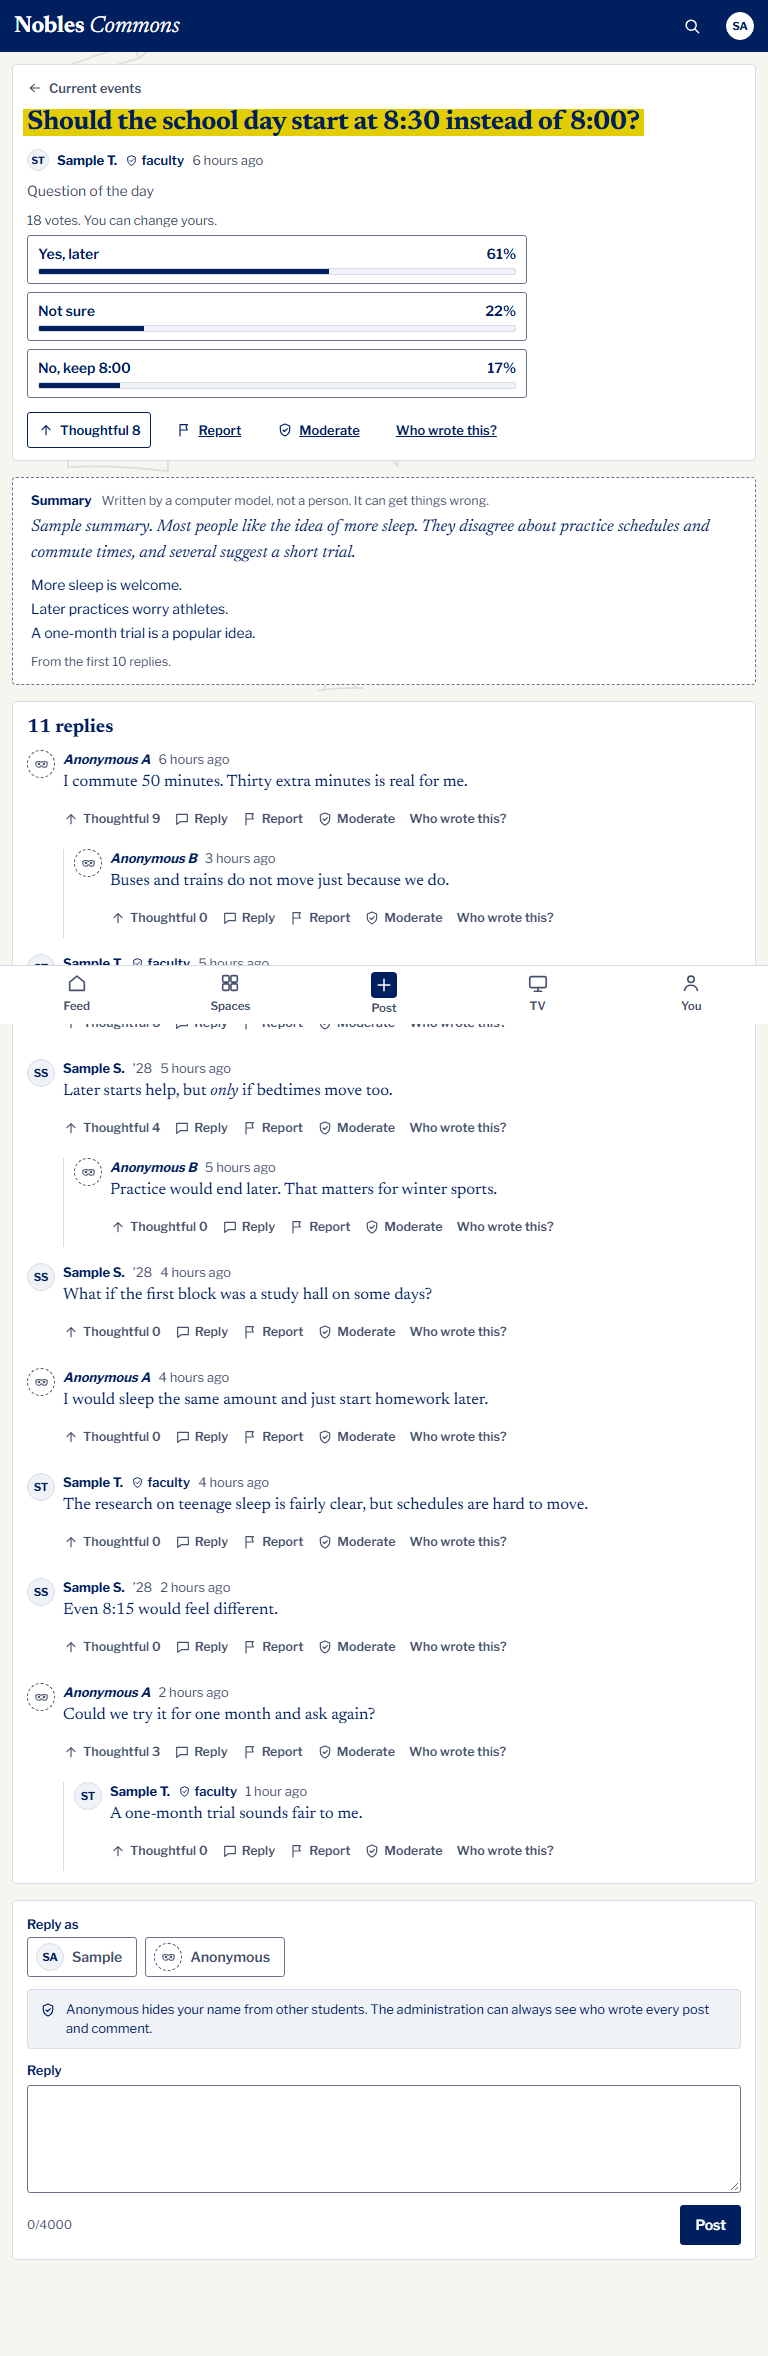 Nobles Commons
SA
Current events
Should the school day start at 8:30 instead of 8:00?
ST Sample T. faculty 6 hours ago
Question of the day
18 votes. You can change yours.
Yes, later 61%
Not sure 22%
No, keep 8:00 17%
Thoughtful 8 Report Moderate Who wrote this?
Summary Written by a computer model, not a person. It can get things wrong.
Sample summary. Most people like the idea of more sleep. They disagree about practice schedules and
commute times, and several suggest a short trial.
More sleep is welcome.
Later practices worry athletes.
A one-month trial is a popular idea.
From the first 10 replies.
11 replies
Anonymous A 6 hours ago
I commute 50 minutes. Thirty extra minutes is real for me.
Thoughtful 9 Reply Report Moderate Who wrote this?
Anonymous B 3 hours ago
Buses and trains do not move just because we do.
Thoughtful 0 Reply Report Moderate Who wrote this?
Sample T. faculty 5 hours ago
Feed Spaces Post TV You
Reply Report Moderate Who wrote this?
SS Sample S. '28 5 hours ago
Later starts help, but only if bedtimes move too.
Thoughtful 4 Reply Report Moderate Who wrote this?
Anonymous B 5 hours ago
Practice would end later. That matters for winter sports.
Thoughtful 0 Reply Report Moderate Who wrote this?
SS Sample S. '28 4 hours ago
What if the first block was a study hall on some days?
Thoughtful 0 Reply Report Moderate Who wrote this?
Anonymous A 4 hours ago
I would sleep the same amount and just start homework later.
Thoughtful 0 Reply Report Moderate Who wrote this?
ST Sample T. faculty 4 hours ago
The research on teenage sleep is fairly clear, but schedules are hard to move.
Thoughtful 0 Reply Report Moderate Who wrote this?
SS Sample S. '28 2 hours ago
Even 8:15 would feel different.
Thoughtful 0 Reply Report Moderate Who wrote this?
Anonymous A 2 hours ago
Could we try it for one month and ask again?
Thoughtful 3 Reply Report Moderate Who wrote this?
ST Sample T. faculty 1 hour ago
A one-month trial sounds fair to me.
Thoughtful 0 Reply Report Moderate Who wrote this?
Reply as
SA Sample Anonymous
Anonymous hides your name from other students. The administration can always see who wrote every post
and comment.
Reply
0/4000 Post